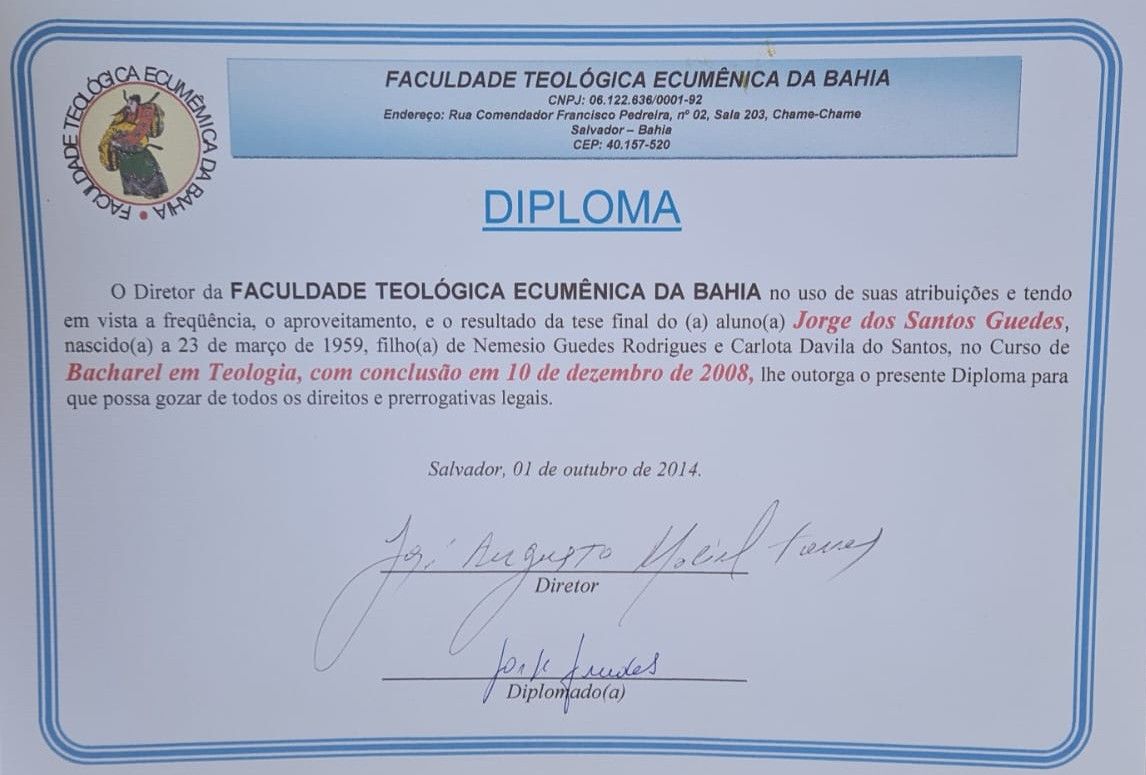 FACULDADE TEOLÓGICA ECUMÊMICA DA BAHIA
FACULDADE TEOLÓGICA ECUMÊNICA DA BAHIA
CNPJ: 06.122.636/0001-92
Endereço: Rua Comendador Francisco Pedreira, nº 02, Sala 203, Chame-Chame
Salvador – Bahia
CEP: 40.157-520
DIPLOMA
O Diretor da FACULDADE TEOLÓGICA ECUMÊNICA DA BAHIA no uso de suas atribuições e tendo
em vista a freqüência, o aproveitamento, e o resultado da tese final do (a) aluno(a) Jorge dos Santos Guedes,
nascido(a) a 23 de março de 1959, filho(a) de Nemesio Guedes Rodrigues e Carlota Davila do Santos, no Curso de
Bacharel em Teologia, com conclusão em 10 de dezembro de 2008, lhe outorga o presente Diploma para
que possa gozar de todos os direitos e prerrogativas legais.
Salvador, 01 de outubro de 2014.
José Augusto
Diretor
Jorge Guedes
Diplomado(a)